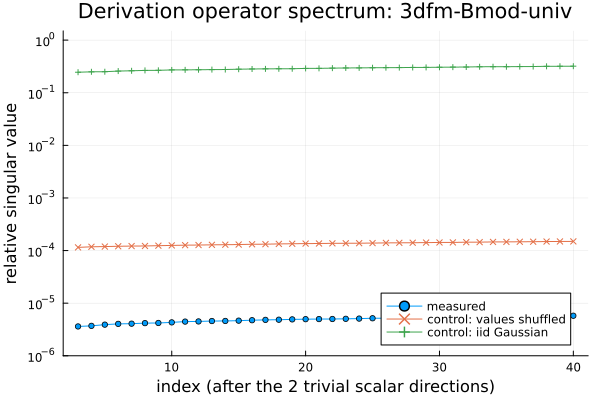 Derivation operator spectrum: 3dfm-Bmod-univ
relative singular value
10⁰
10⁻¹
10⁻²
10⁻³
10⁻⁴
10⁻⁵
10⁻⁶
measured
control: values shuffled
control: iid Gaussian
10
20
30
40
index (after the 2 trivial scalar directions)